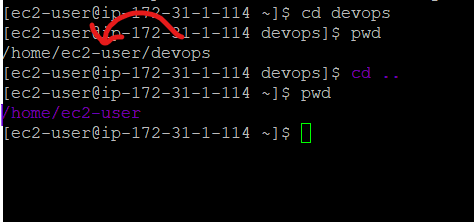 [ec2-user@ip-172-31-1-114 ~]$ cd devops
[ec2-user@ip-172-31-1-114 devops]$ pwd
/home/ec2-user/devops
[ec2-user@ip-172-31-1-114 devops]$ cd ..
[ec2-user@ip-172-31-1-114 ~]$ pwd
/home/ec2-user
[ec2-user@ip-172-31-1-114 ~]$